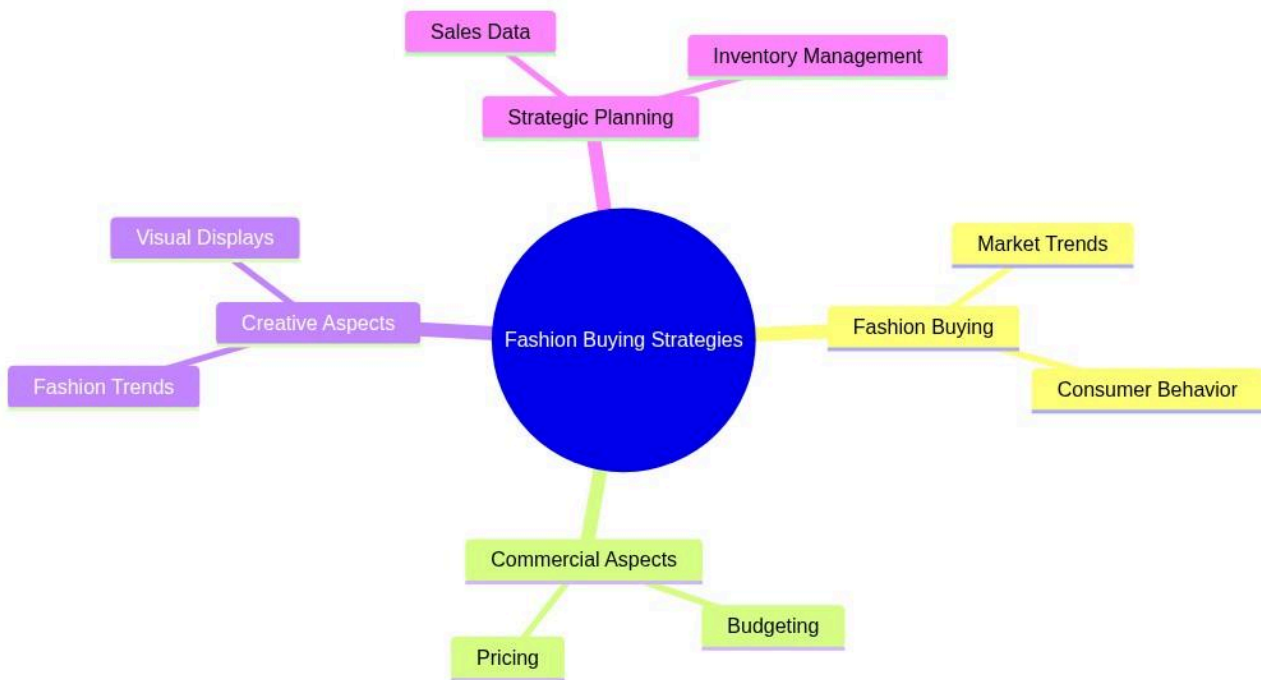 Sales Data
Inventory Management
Strategic Planning
Visual Displays
Market Trends
Creative Aspects
Fashion Buying Strategies
Fashion Buying
Fashion Trends
Consumer Behavior
Commercial Aspects
Budgeting
Pricing